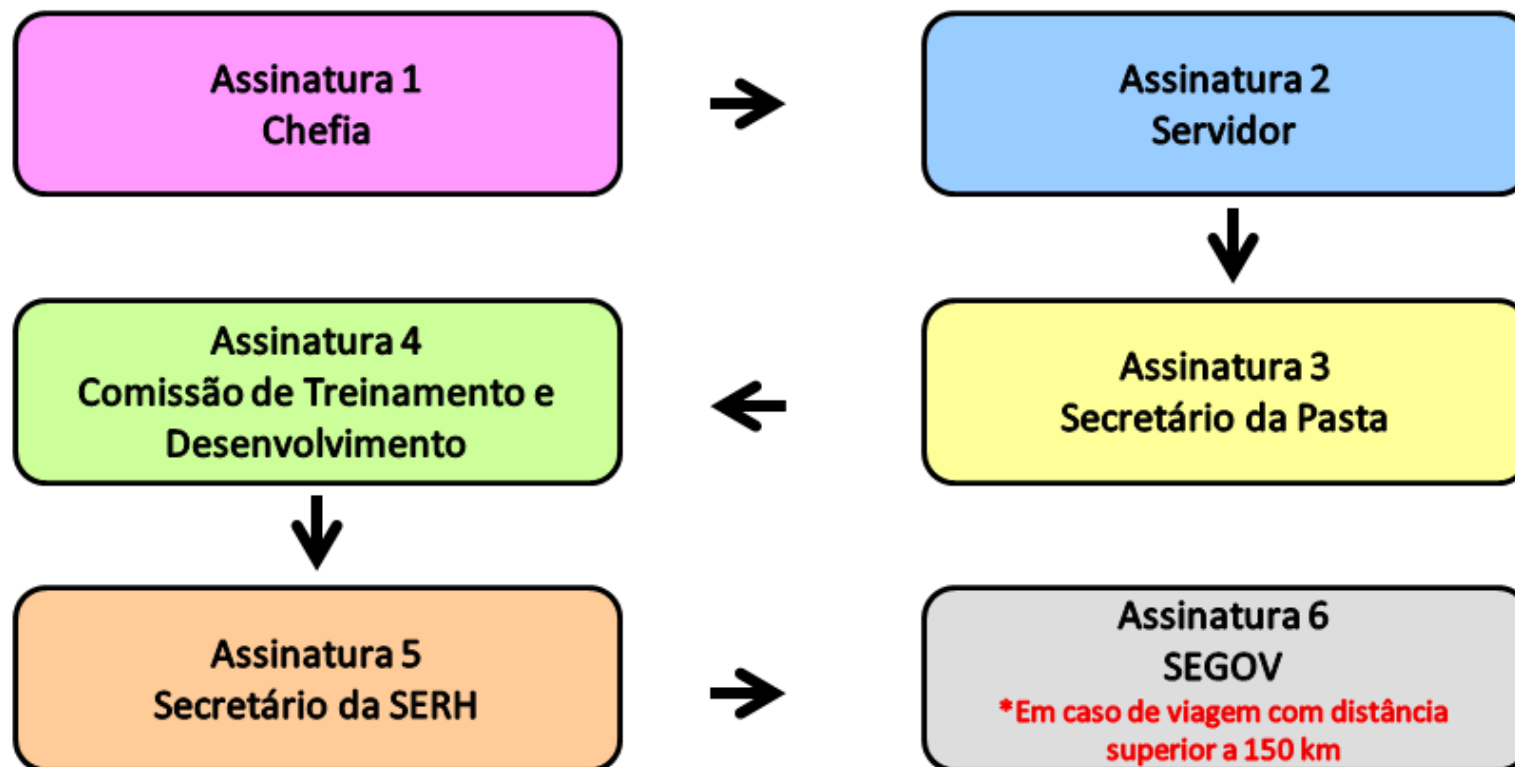 Assinatura 1
Chefia
Assinatura 2
Servidor
Assinatura 3
Secretário da Pasta
Assinatura 4
Comissão de Treinamento e
Desenvolvimento
Assinatura 5
Secretário da SERH
Assinatura 6
SEGOV
*Em caso de viagem com distância
superior a 150 km